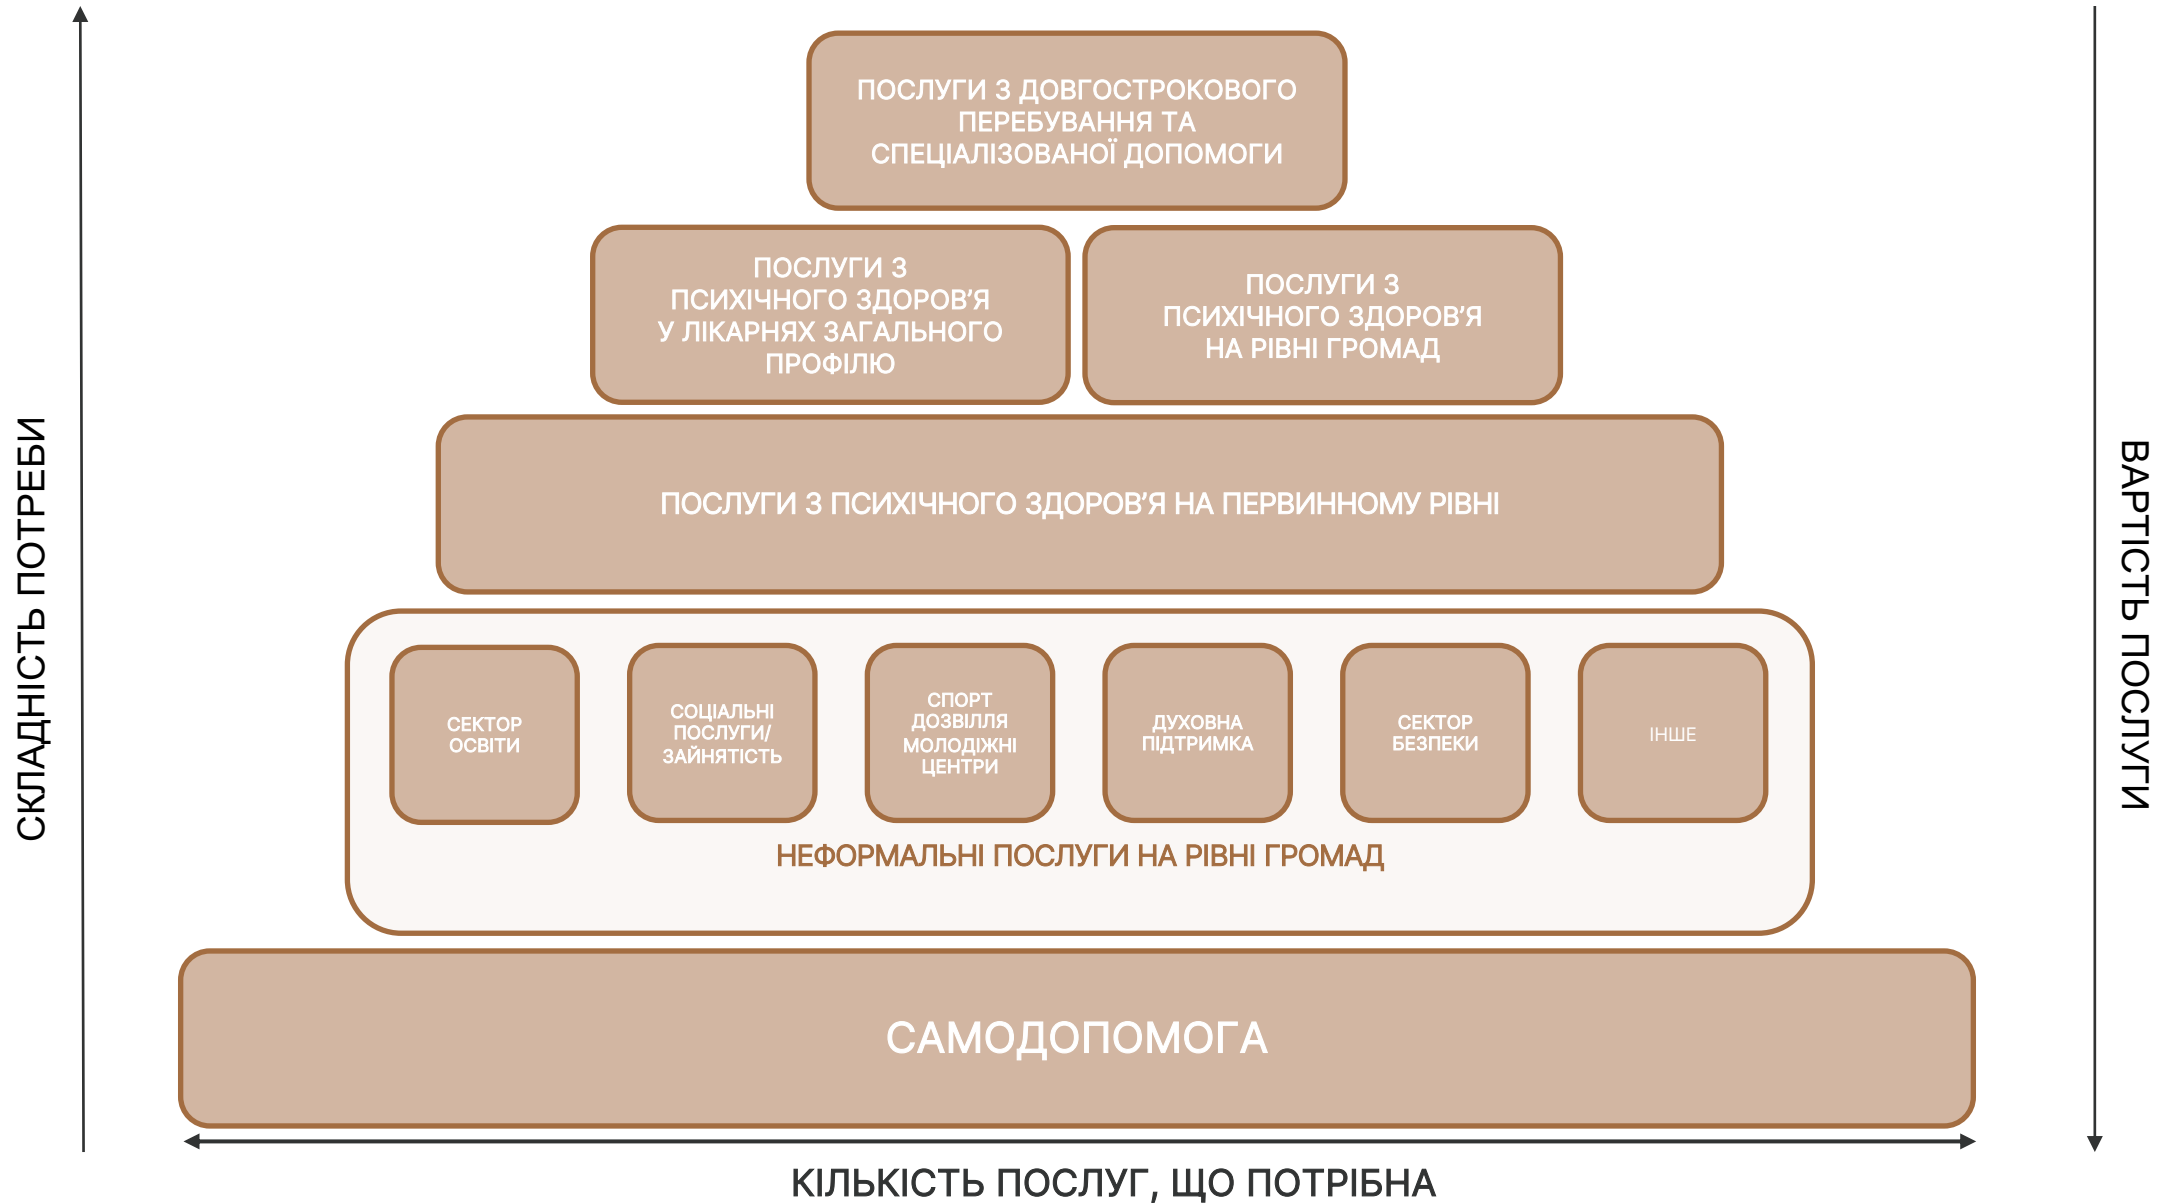 ПОСЛУГИ З ДОВГОСТРОКОВОГО
ПЕРЕБУВАННЯ ТА
СПЕЦІАЛІЗОВАНОЇ ДОПОМОГИ
ПОСЛУГИ З
ПСИХІЧНОГО ЗДОРОВ’Я
У ЛІКАРНЯХ ЗАГАЛЬНОГО
ПРОФІЛЮ
ПОСЛУГИ З
ПСИХІЧНОГО ЗДОРОВ’Я
НА РІВНІ ГРОМАД
ПОСЛУГИ З ПСИХІЧНОГО ЗДОРОВ’Я НА ПЕРВИННОМУ РІВНІ
СЕКТОР
ОСВІТИ
СОЦІАЛЬНІ
ПОСЛУГИ/
ЗАЙНЯТІСТЬ
СПОРТ
ДОЗВІЛЛЯ
МОЛОДІЖНІ
ЦЕНТРИ
ДУХОВНА
ПІДТРИМКА
СЕКТОР
БЕЗПЕКИ
ІНШЕ
НЕФОРМАЛЬНІ ПОСЛУГИ НА РІВНІ ГРОМАД
САМОДОПОМОГА
СКЛАДНІСТЬ ПОТРЕБИ
ВАРТІСТЬ ПОСЛУГИ
КІЛЬКІСТЬ ПОСЛУГ, ЩО ПОТРІБНА